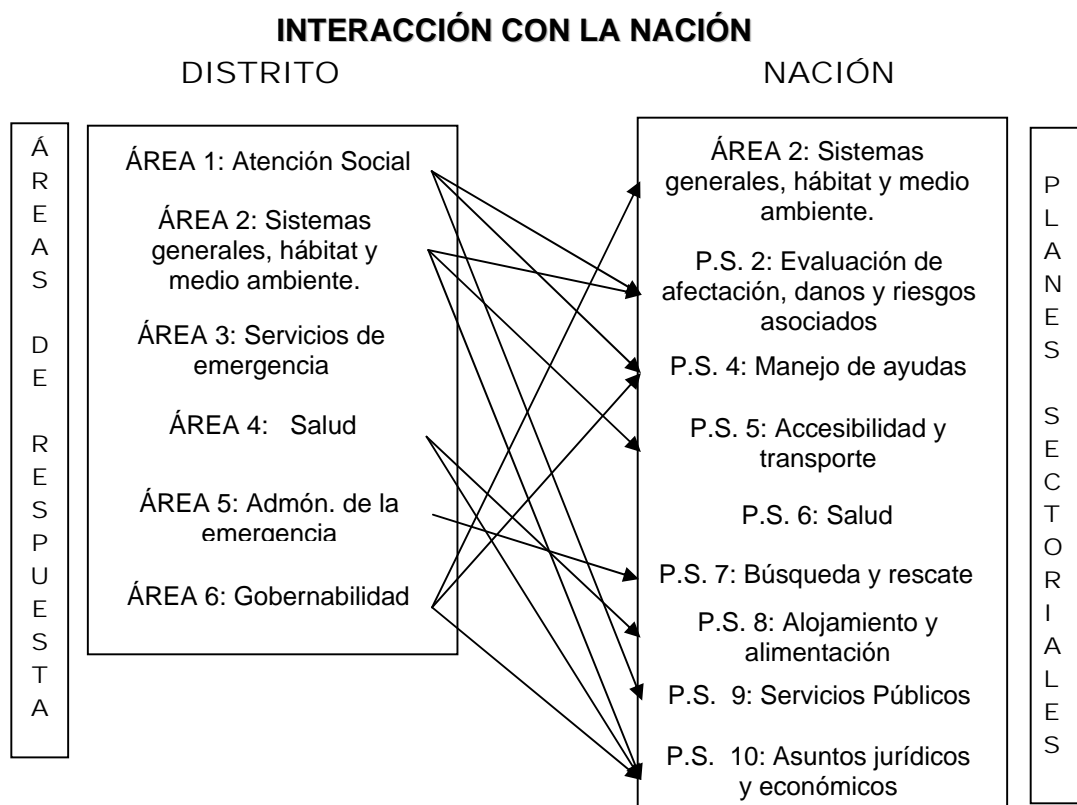 INTERACCIÓN CON LA NACIÓN
DISTRITO
NACIÓN
ÁREAS DE RESPUESTA
ÁREA 1: Atención Social
ÁREA 2: Sistemas
generales, hábitat y
medio ambiente.
ÁREA 3: Servicios de
emergencia
ÁREA 4: Salud
ÁREA 5: Admón. de la
emergencia
ÁREA 6: Gobernabilidad
ÁREA 2: Sistemas
generales, hábitat y medio
ambiente.
P.S. 2: Evaluación de
afectación, danos y riesgos
asociados
P.S. 4: Manejo de ayudas
P.S. 5: Accesibilidad y
transporte
P.S. 6: Salud
P.S. 7: Búsqueda y rescate
P.S. 8: Alojamiento y
alimentación
P.S. 9: Servicios Públicos
P.S. 10: Asuntos jurídicos
y económicos
PLANES SECTORIALES